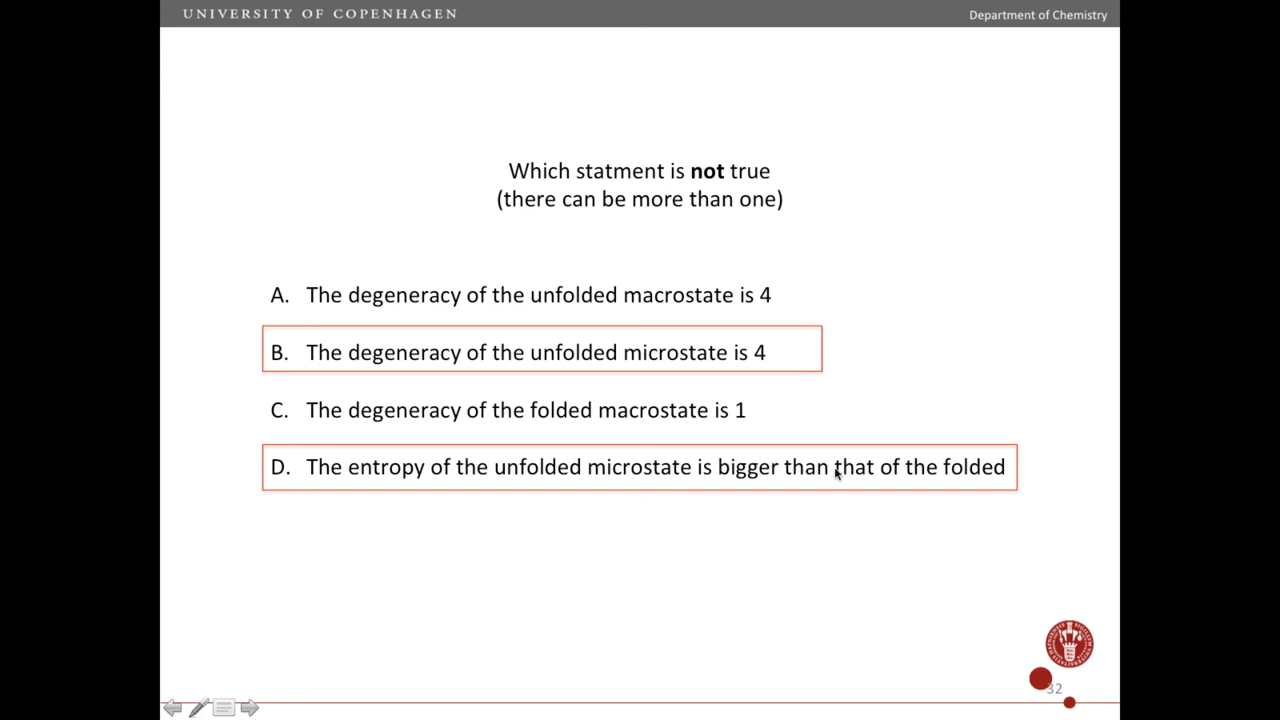 UNIVERSITY OF COPENHAGEN
Department of Chemistry
Which statment is not true
(there can be more than one)
A. The degeneracy of the unfolded macrostate is 4
B. The degeneracy of the unfolded microstate is 4
C. The degeneracy of the folded macrostate is 1
D. The entropy of the unfolded microstate is bigger than that of the folded
32